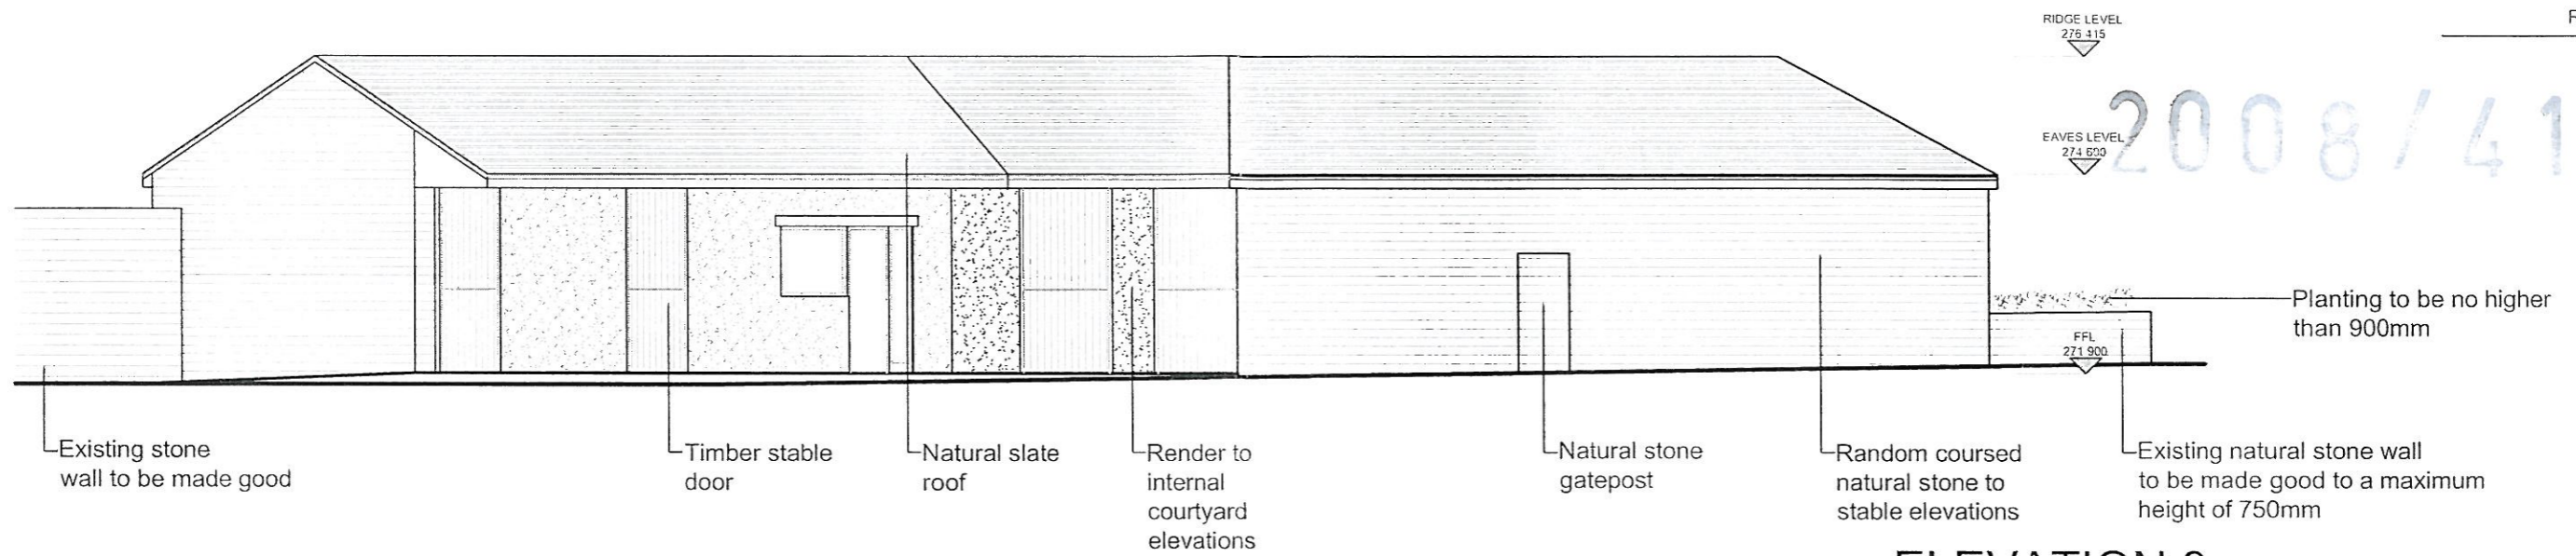 RIDGE LEVEL
276 415
2008/41
EAVES LEVEL
274 600
Planting to be no higher
than 900mm
FFL
271 900
Existing stone
wall to be made good
Timber stable
door
Natural slate
roof
Render to
internal
courtyard
elevations
Natural stone
gatepost
Random coursed
natural stone to
stable elevations
Existing natural stone wall
to be made good to a maximum
height of 750mm